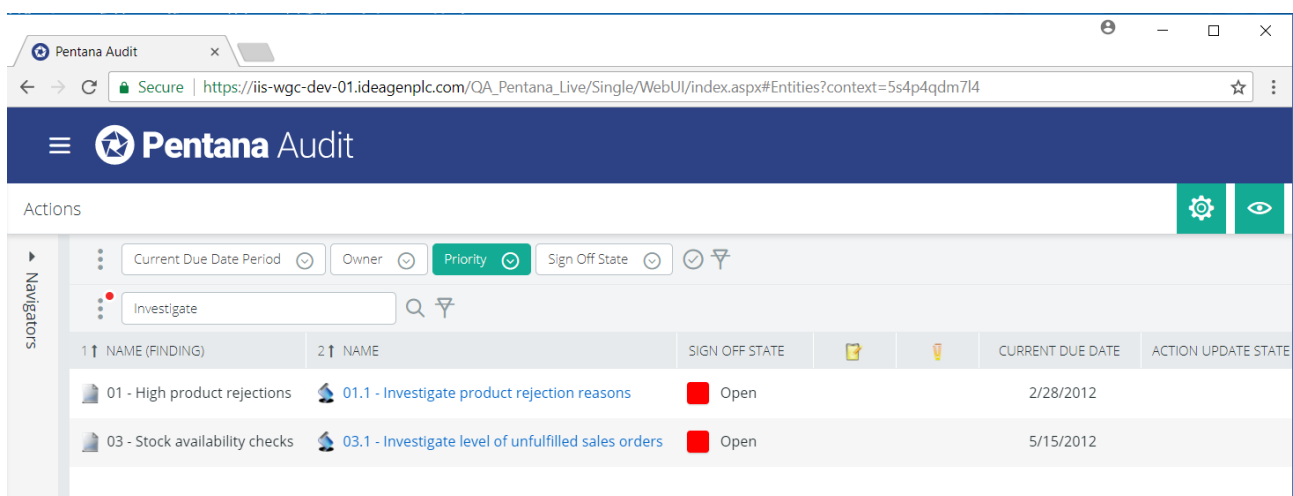 Pentana Audit
Secure https://iis-wgc-dev-01.ideagenplc.com/QA_Pentana_Live/Single/WebUI/index.aspx#Entities?context=5s4p4qdm7l4
Pentana Audit
Actions
Navigators
Current Due Date Period Owner Priority Sign Off State
Investigate
1 NAME (FINDING) 2 NAME SIGN OFF STATE CURRENT DUE DATE ACTION UPDATE STATE
01 - High product rejections 01.1 - Investigate product rejection reasons Open 2/28/2012
03 - Stock availability checks 03.1 - Investigate level of unfulfilled sales orders Open 5/15/2012